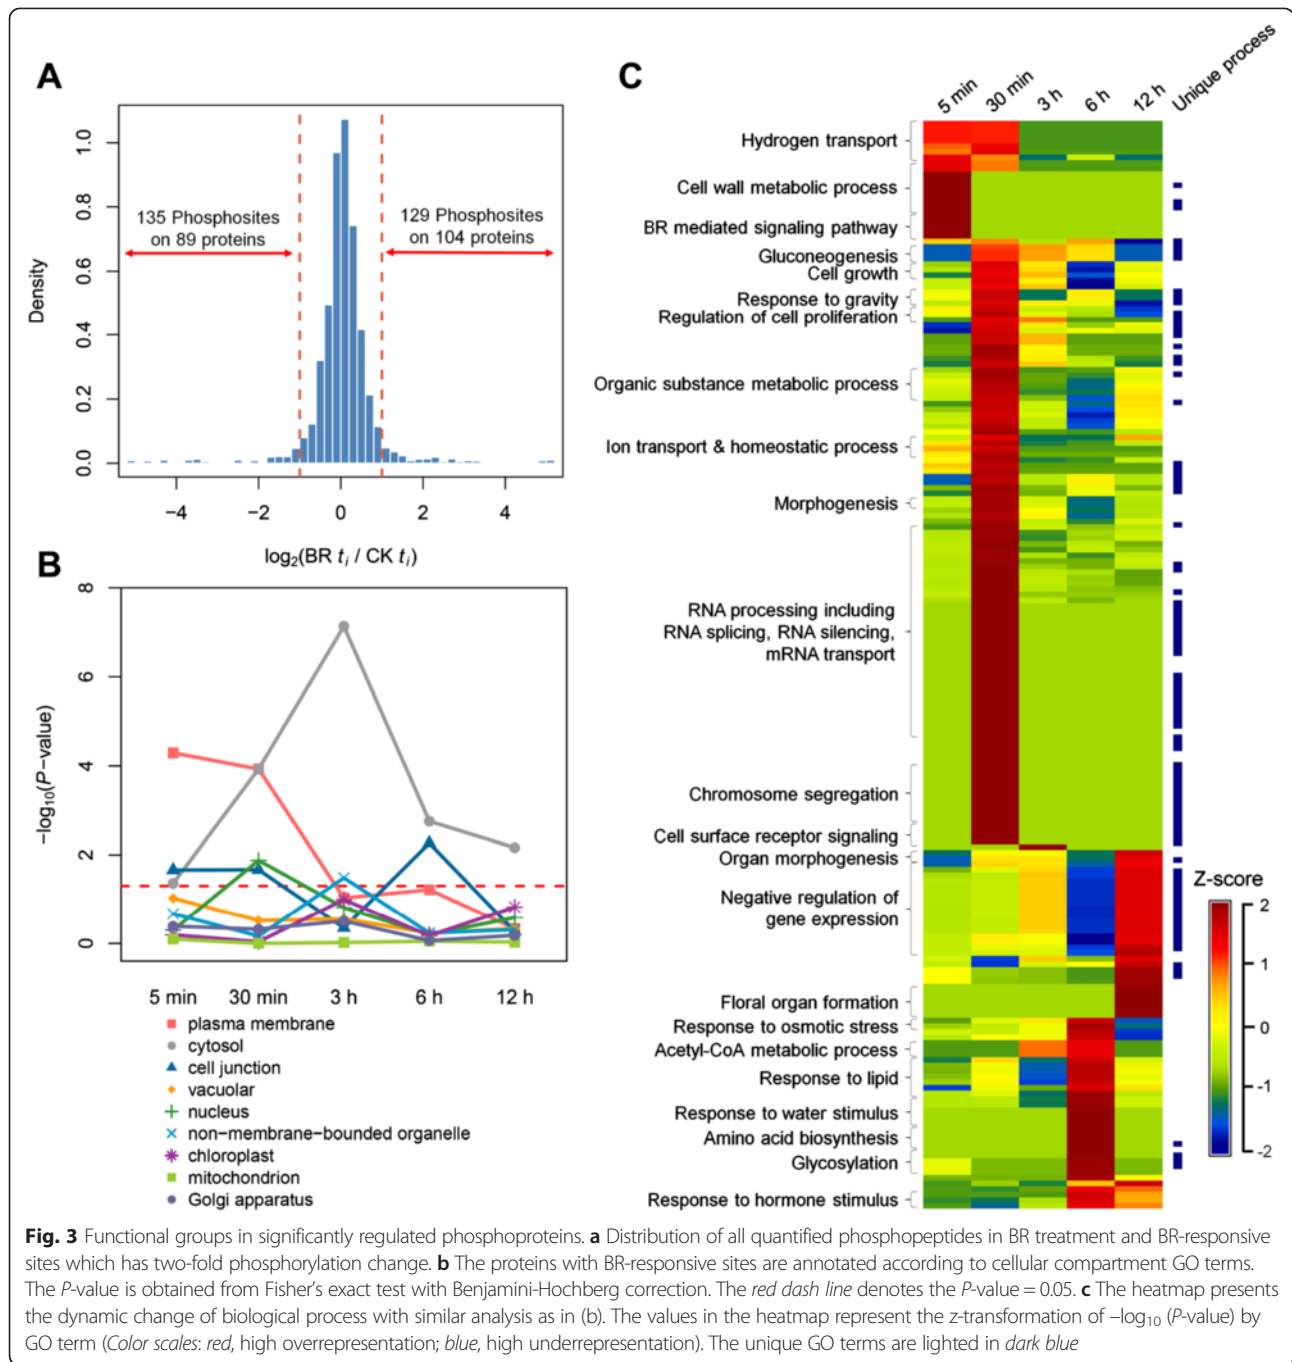 A
135 Phosphosites
on 89 proteins
129 Phosphosites
on 104 proteins
Density
0.0
0.2
0.4
0.6
0.8
1.0
−4
−2
0
2
4
log2(BR ti / CK ti)
B
−log10(P−value)
0
2
4
6
8
5 min
30 min
3 h
6 h
12 h
plasma membrane
cytosol
cell junction
vacuolar
nucleus
non−membrane−bounded organelle
chloroplast
mitochondrion
Golgi apparatus
C
5 min
30 min
3 h
6 h
12 h
Unique process
Hydrogen transport
Cell wall metabolic process
BR mediated signaling pathway
Gluconeogenesis
Cell growth
Response to gravity
Regulation of cell proliferation
Organic substance metabolic process
Ion transport & homeostatic process
Morphogenesis
RNA processing including
RNA splicing, RNA silencing,
mRNA transport
Chromosome segregation
Cell surface receptor signaling
Organ morphogenesis
Negative regulation of
gene expression
Floral organ formation
Response to osmotic stress
Acetyl-CoA metabolic process
Response to lipid
Response to water stimulus
Amino acid biosynthesis
Glycosylation
Response to hormone stimulus
Z-score
2
1
0
-1
-2
Fig. 3 Functional groups in significantly regulated phosphoproteins. a Distribution of all quantified phosphopeptides in BR treatment and BR-responsive
sites which has two-fold phosphorylation change. b The proteins with BR-responsive sites are annotated according to cellular compartment GO terms.
The P-value is obtained from Fisher's exact test with Benjamini-Hochberg correction. The red dash line denotes the P-value = 0.05. c The heatmap presents
the dynamic change of biological process with similar analysis as in (b). The values in the heatmap represent the z-transformation of –log10 (P-value) by
GO term (Color scales: red, high overrepresentation; blue, high underrepresentation). The unique GO terms are lighted in dark blue